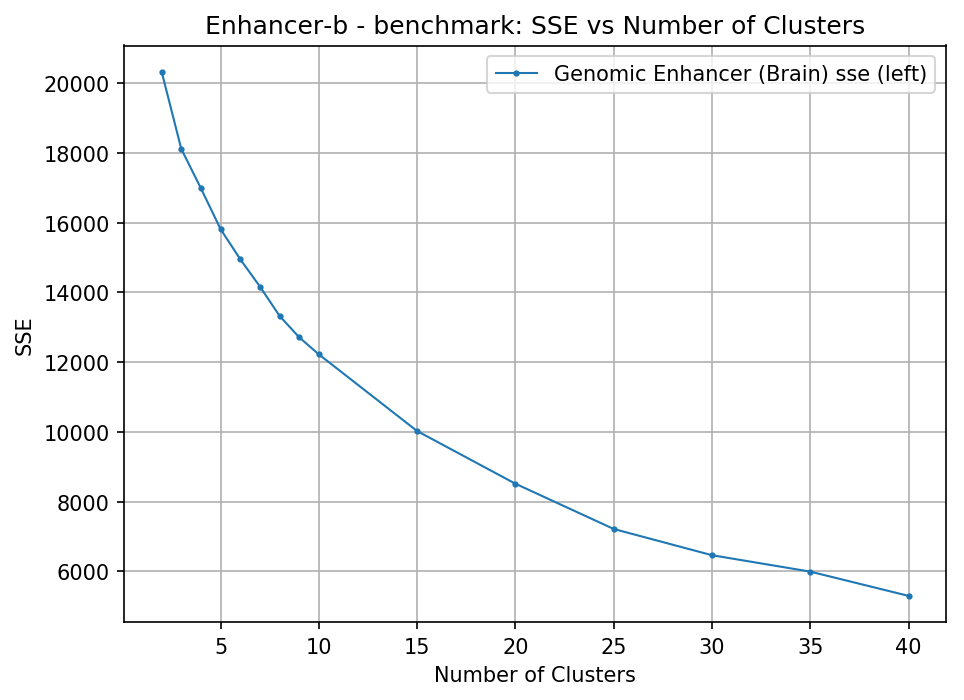 Enhancer-b - benchmark: SSE vs Number of Clusters
Genomic Enhancer (Brain) sse (left)
20000
18000
16000
14000
12000
10000
8000
6000
SSE
5 10 15 20 25 30 35 40
Number of Clusters